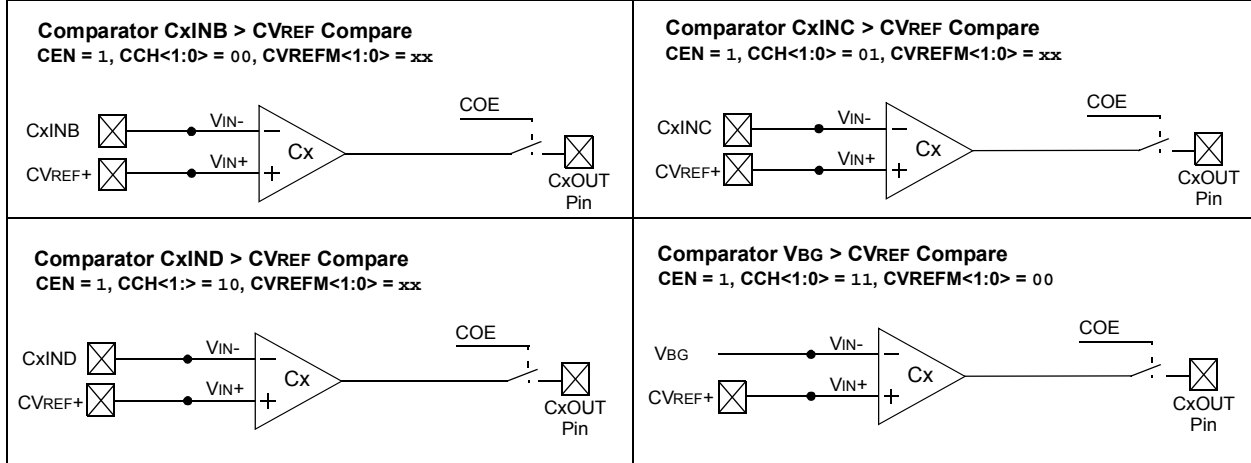 Comparator CxINB > CVREF Compare
CEN = 1, CCH<1:0> = 00, CVREFM<1:0> = xx
COE
CxINB
VIN-
Cx
CVREF+
VIN+
CxOUT
Pin
Comparator CxINC > CVREF Compare
CEN = 1, CCH<1:0> = 01, CVREFM<1:0> = xx
COE
CxINC
VIN-
Cx
CVREF+
VIN+
CxOUT
Pin
Comparator CxIND > CVREF Compare
CEN = 1, CCH<1:> = 10, CVREFM<1:0> = xx
COE
CxIND
VIN-
Cx
CVREF+
VIN+
CxOUT
Pin
Comparator VBG > CVREF Compare
CEN = 1, CCH<1:0> = 11, CVREFM<1:0> = 00
COE
VBG
VIN-
Cx
CVREF+
VIN+
CxOUT
Pin